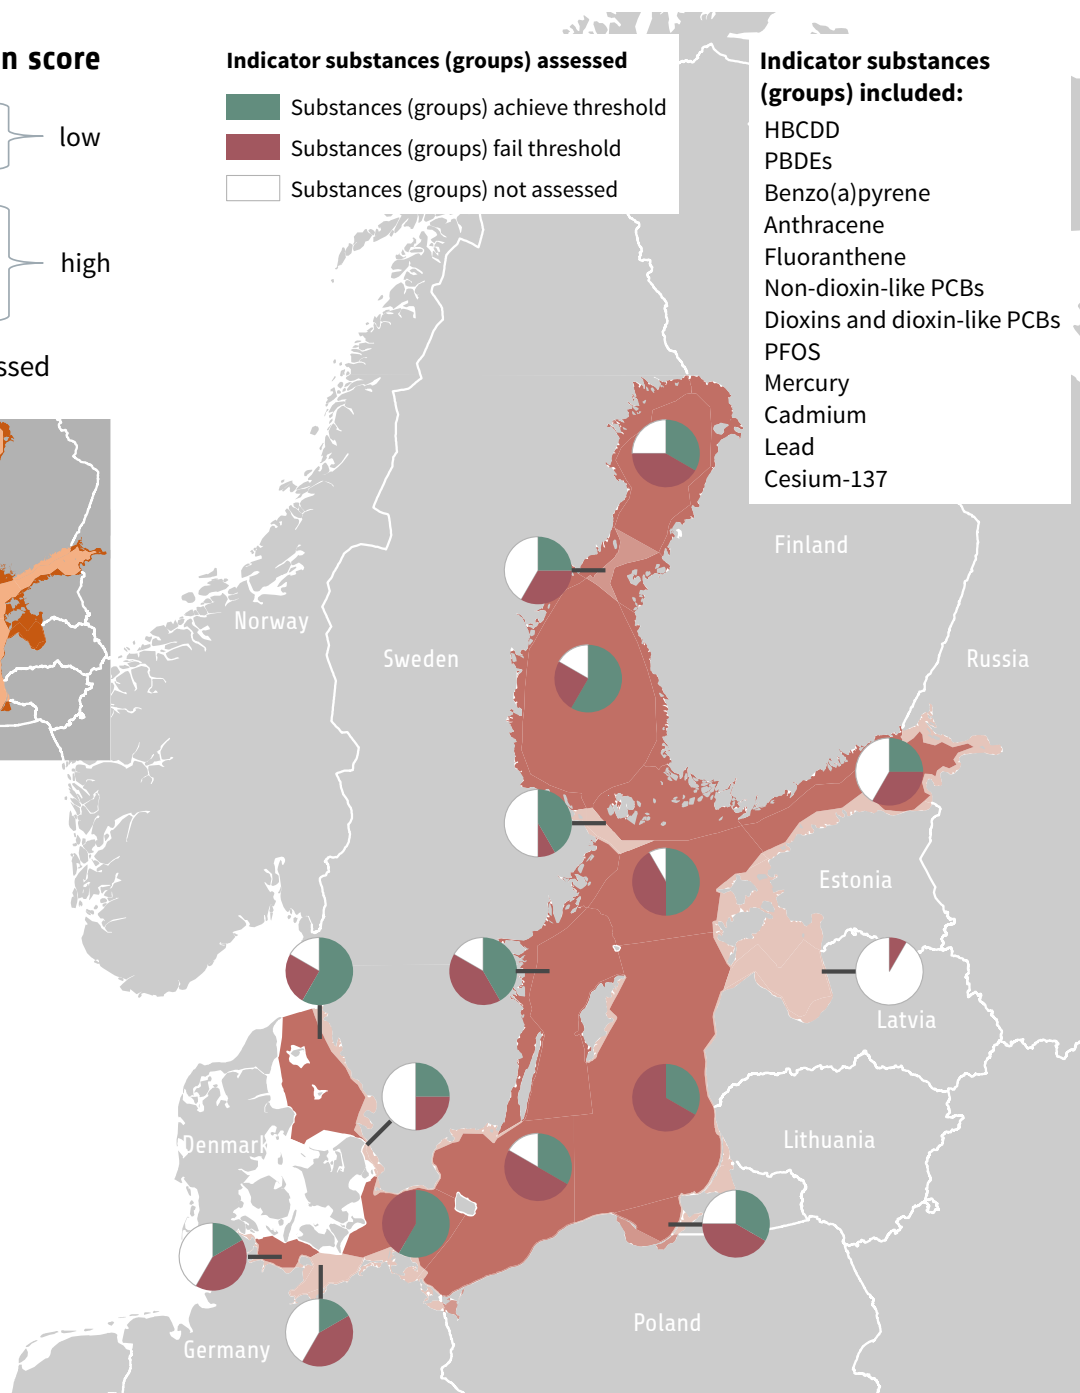 n score
low
high
ssed
Indicator substances (groups) assessed
Substances (groups) achieve threshold
Substances (groups) fail threshold
Substances (groups) not assessed
Indicator substances
(groups) included:
HBCDD
PBDEs
Benzo(a)pyrene
Anthracene
Fluoranthene
Non-dioxin-like PCBs
Dioxins and dioxin-like PCBs
PFOS
Mercury
Cadmium
Lead
Cesium-137
Finland
Norway
Sweden
Russia
Estonia
Latvia
Denmark
Lithuania
Poland
Germany